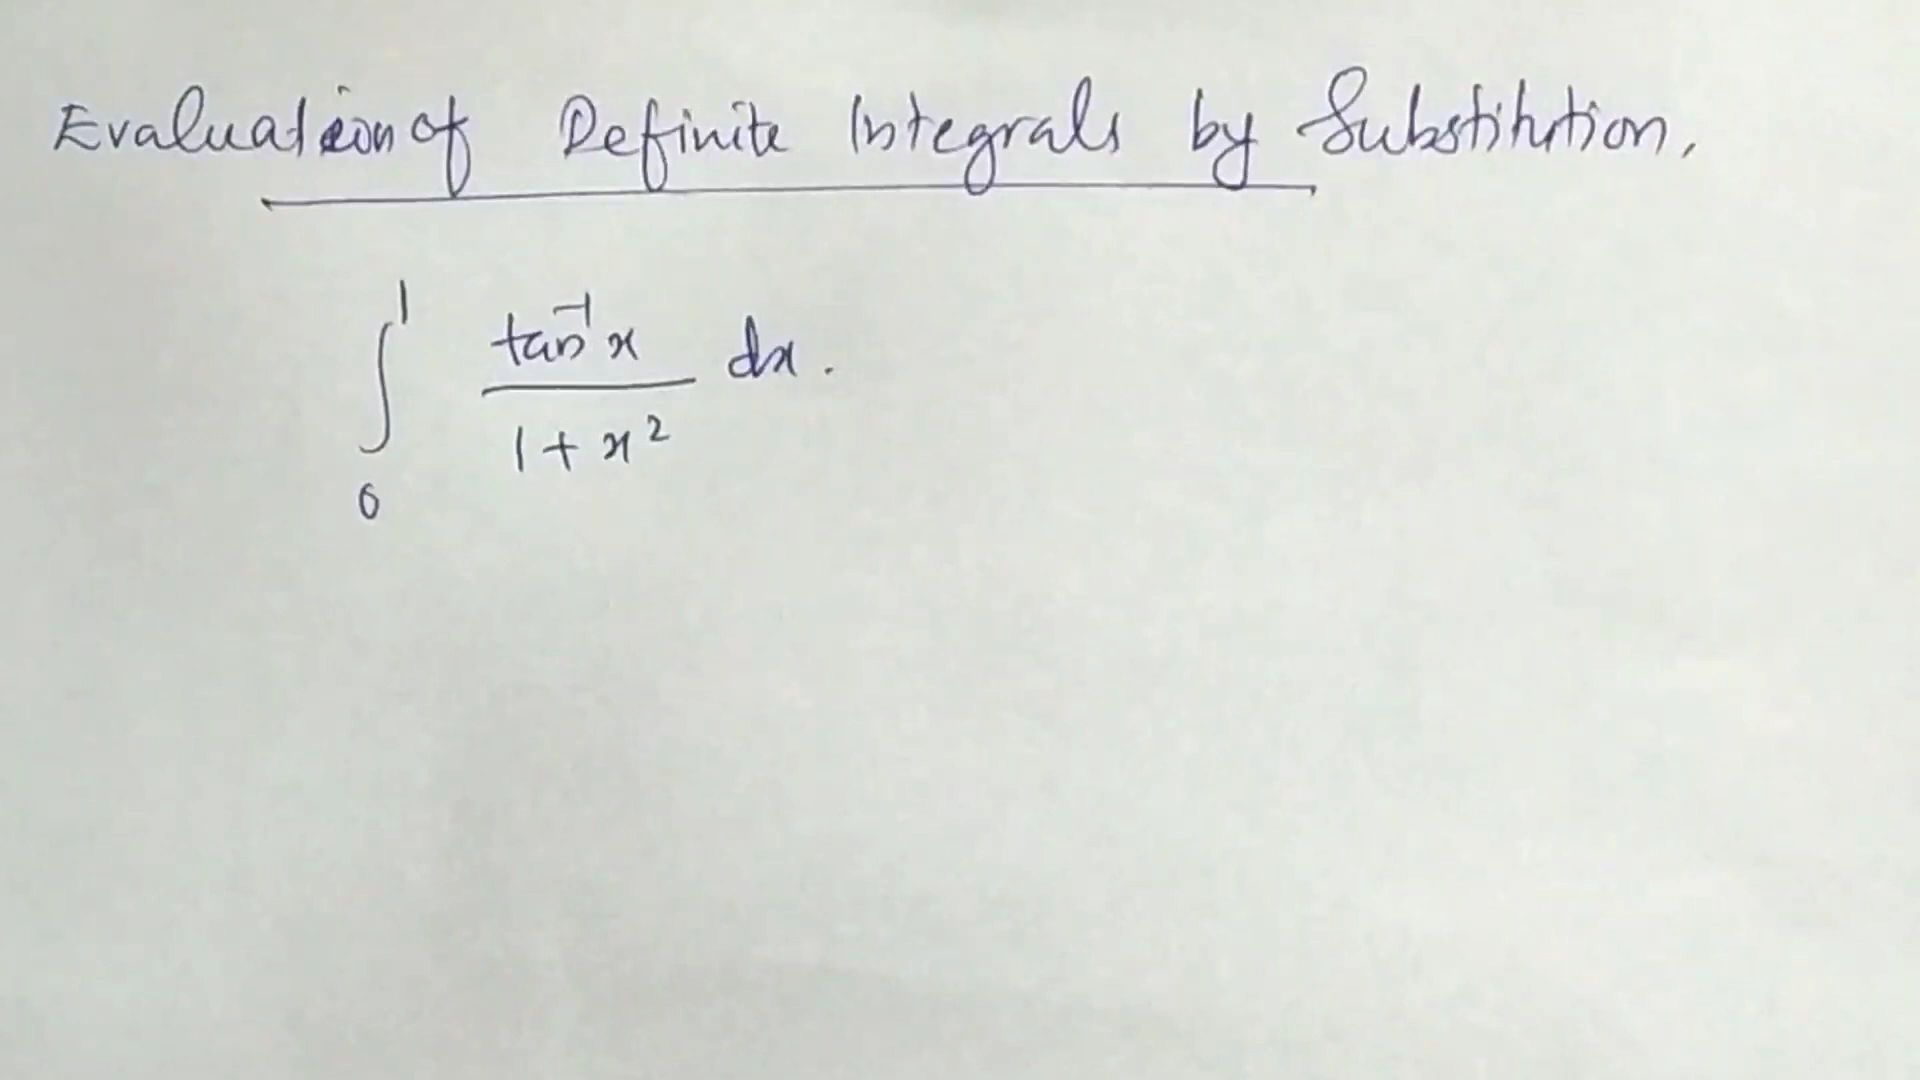 Evaluation of Definite Integrals by Substitution.
∫₀¹ tan⁻¹x / 1 + x² dx.